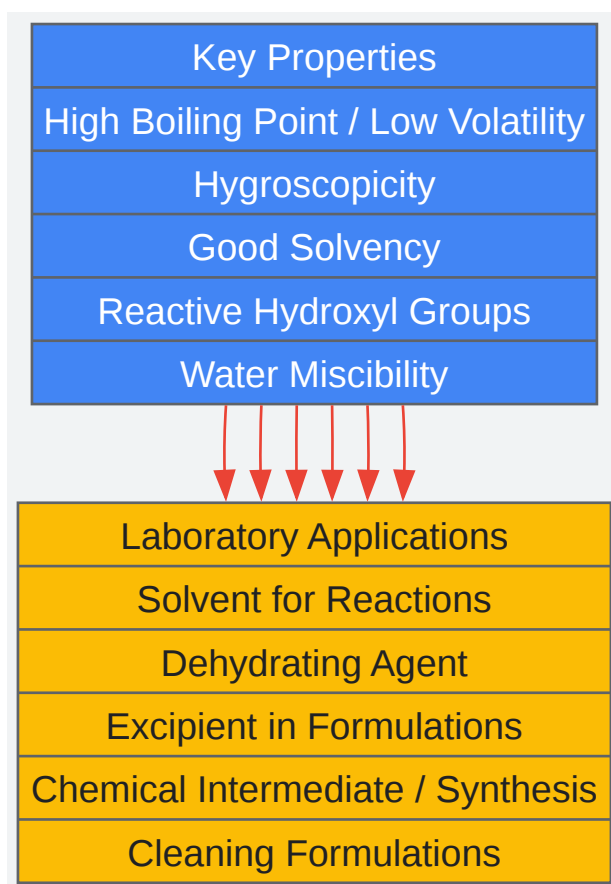 Key Properties
High Boiling Point / Low Volatility
Hygroscopicity
Good Solvency
Reactive Hydroxyl Groups
Water Miscibility
Laboratory Applications
Solvent for Reactions
Dehydrating Agent
Excipient in Formulations
Chemical Intermediate / Synthesis
Cleaning Formulations